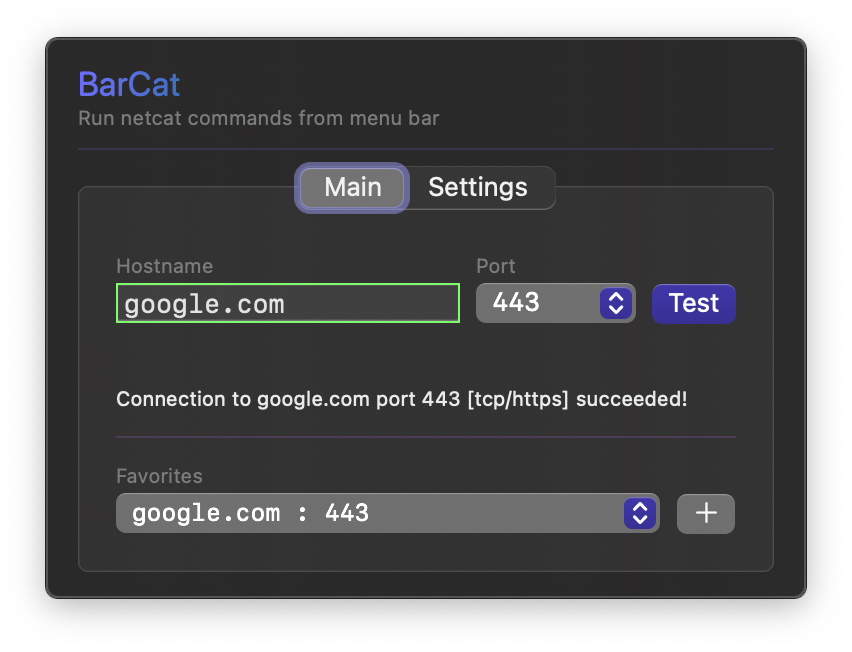 BarCat
Run netcat commands from menu bar
Main Settings
Hostname Port
google.com 443 Test
Connection to google.com port 443 [tcp/https] succeeded!
Favorites
google.com : 443 +